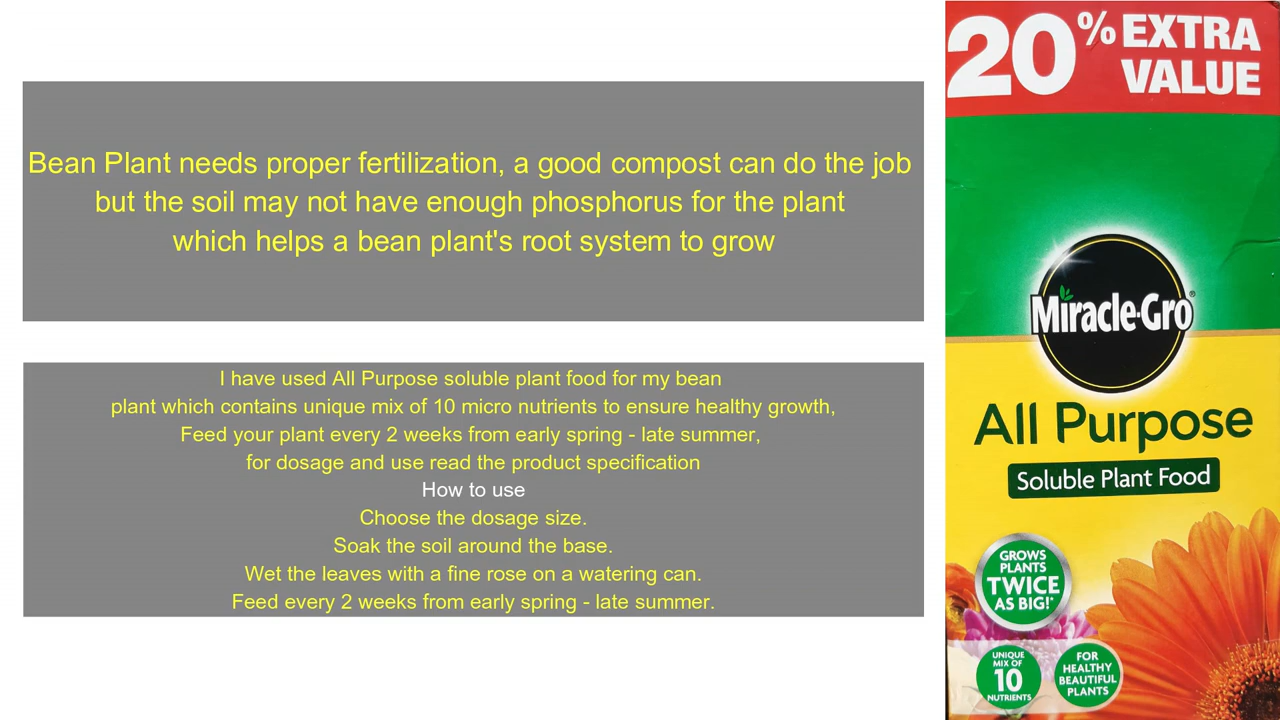 Bean Plant needs proper fertilization, a good compost can do the job
but the soil may not have enough phosphorus for the plant
which helps a bean plant's root system to grow
I have used All Purpose soluble plant food for my bean
plant which contains unique mix of 10 micro nutrients to ensure healthy growth,
Feed your plant every 2 weeks from early spring - late summer,
for dosage and use read the product specification
How to use
Choose the dosage size.
Soak the soil around the base.
Wet the leaves with a fine rose on a watering can.
Feed every 2 weeks from early spring - late summer.
20% EXTRA
VALUE
Miracle-Gro®
All Purpose
Soluble Plant Food
GROWS
PLANTS
TWICE
AS BIG!*
UNIQUE
MIX OF
10
NUTRIENTS
FOR
HEALTHY
BEAUTIFUL
PLANTS